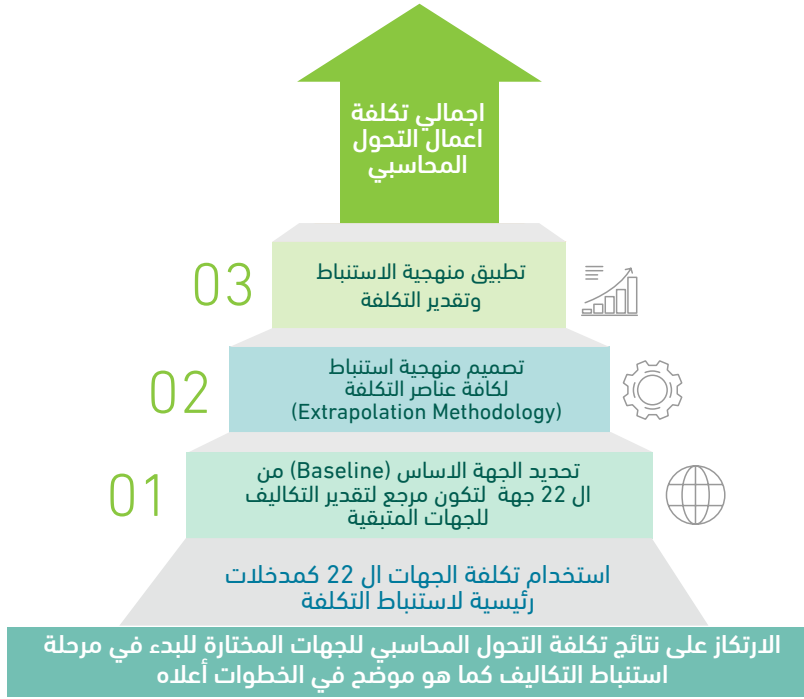 اجمالي تكلفة
اعمال التحول
المحاسبي
03
تطبيق منهجية الاستنباط
وتقدير التكلفة
02
تصميم منهجية استنباط
لكافة عناصر التكلفة
(Extrapolation Methodology)
01
تحديد الجهة الاساس (Baseline) من
ال 22 جهة لتكون مرجع لتقدير التكاليف
للجهات المتبقية
استخدام تكلفة الجهات ال 22 كمدخلات
رئيسية لاستنباط التكلفة
الارتكاز على نتائج تكلفة التحول المحاسبي للجهات المختارة للبدء في مرحلة
استنباط التكاليف كما هو موضح في الخطوات أعلاه